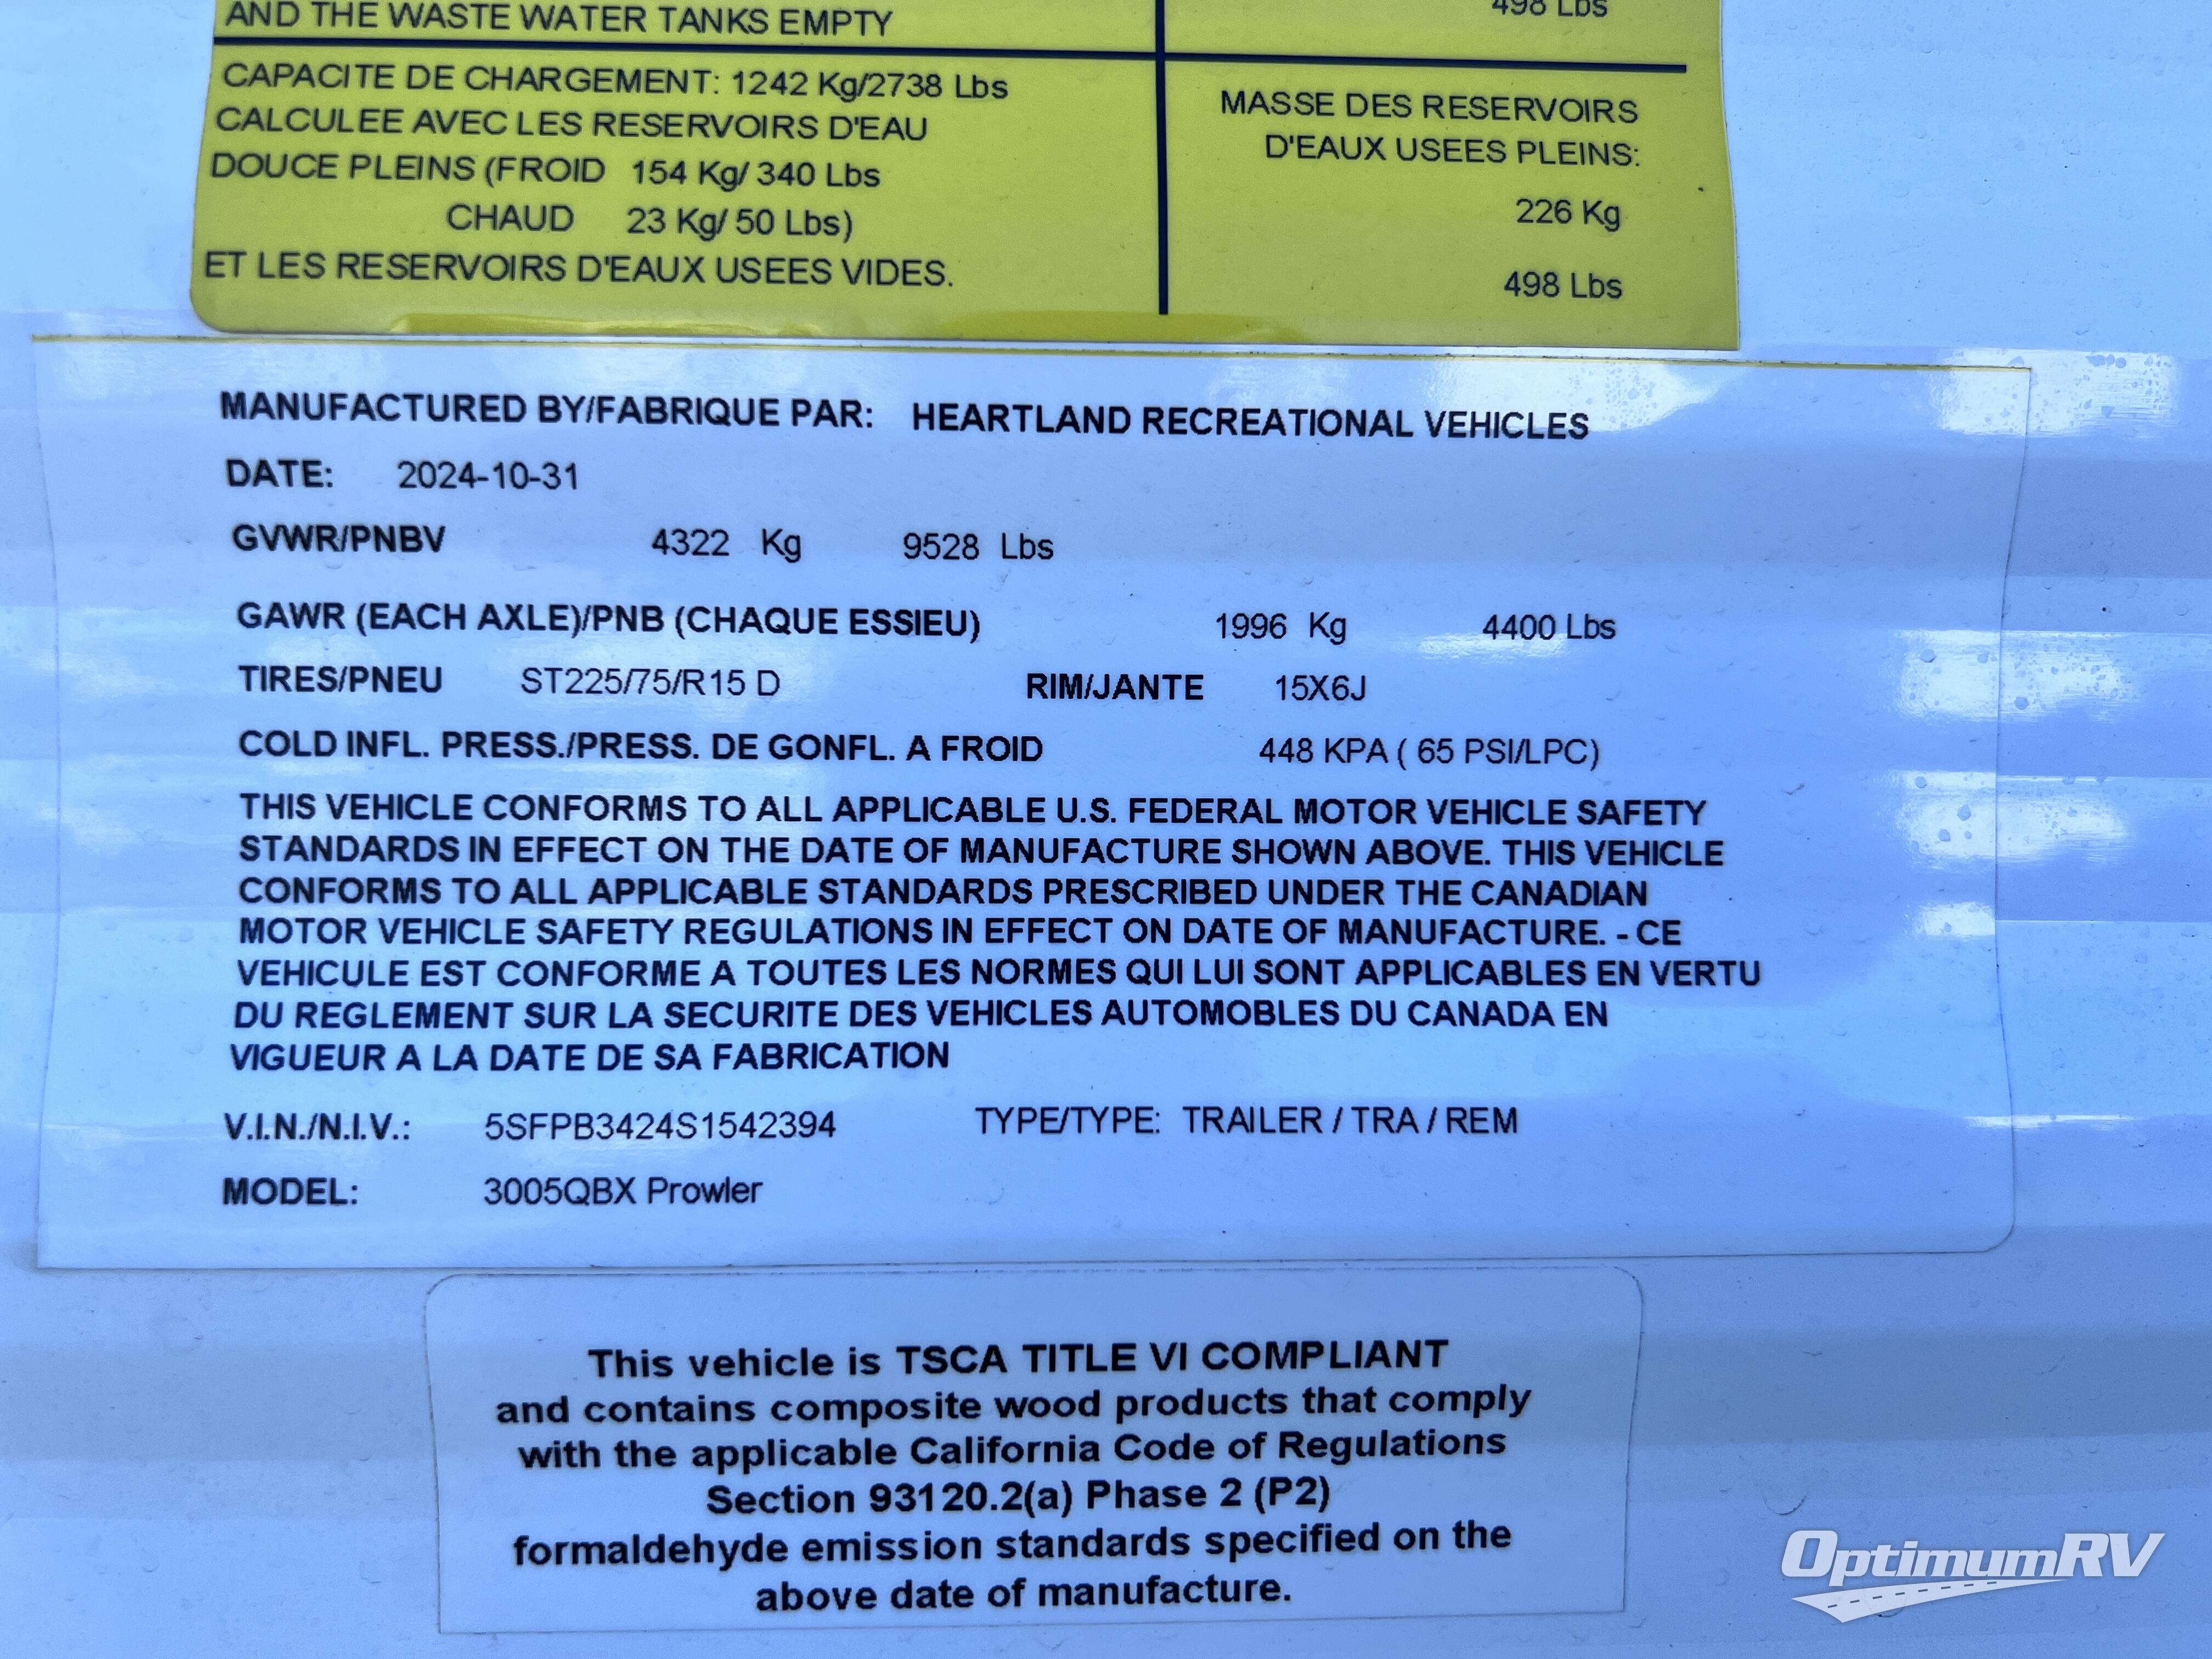 AND THE WASTE WATER TANKS EMPTY
498 Lbs
CAPACITE DE CHARGEMENT: 1242 Kg/2738 Lbs
CALCULEE AVEC LES RESERVOIRS D'EAU
DOUCE PLEINS (FROID 154 Kg/ 340 Lbs
CHAUD 23 Kg/ 50 Lbs)
ET LES RESERVOIRS D'EAUX USEES VIDES.
MASSE DES RESERVOIRS
D'EAUX USEES PLEINS:
226 Kg
498 Lbs
MANUFACTURED BY/FABRIQUE PAR: HEARTLAND RECREATIONAL VEHICLES
DATE: 2024-10-31
GVWR/PNBV 4322 Kg 9528 Lbs
GAWR (EACH AXLE)/PNB (CHAQUE ESSIEU) 1996 Kg 4400 Lbs
TIRES/PNEU ST225/75/R15 D RIM/JANTE 15X6J
COLD INFL. PRESS./PRESS. DE GONFL. A FROID 448 KPA ( 65 PSI/LPC)
THIS VEHICLE CONFORMS TO ALL APPLICABLE U.S. FEDERAL MOTOR VEHICLE SAFETY
STANDARDS IN EFFECT ON THE DATE OF MANUFACTURE SHOWN ABOVE. THIS VEHICLE
CONFORMS TO ALL APPLICABLE STANDARDS PRESCRIBED UNDER THE CANADIAN
MOTOR VEHICLE SAFETY REGULATIONS IN EFFECT ON DATE OF MANUFACTURE. - CE
VEHICULE EST CONFORME A TOUTES LES NORMES QUI LUI SONT APPLICABLES EN VERTU
DU REGLEMENT SUR LA SECURITE DES VEHICLES AUTOMOBLES DU CANADA EN
VIGUEUR A LA DATE DE SA FABRICATION
V.I.N./N.I.V.: 5SFPB3424S1542394 TYPE/TYPE: TRAILER / TRA / REM
MODEL: 3005QBX Prowler
This vehicle is TSCA TITLE VI COMPLIANT
and contains composite wood products that comply
with the applicable California Code of Regulations
Section 93120.2(a) Phase 2 (P2)
formaldehyde emission standards specified on the
above date of manufacture.
OptimumRV